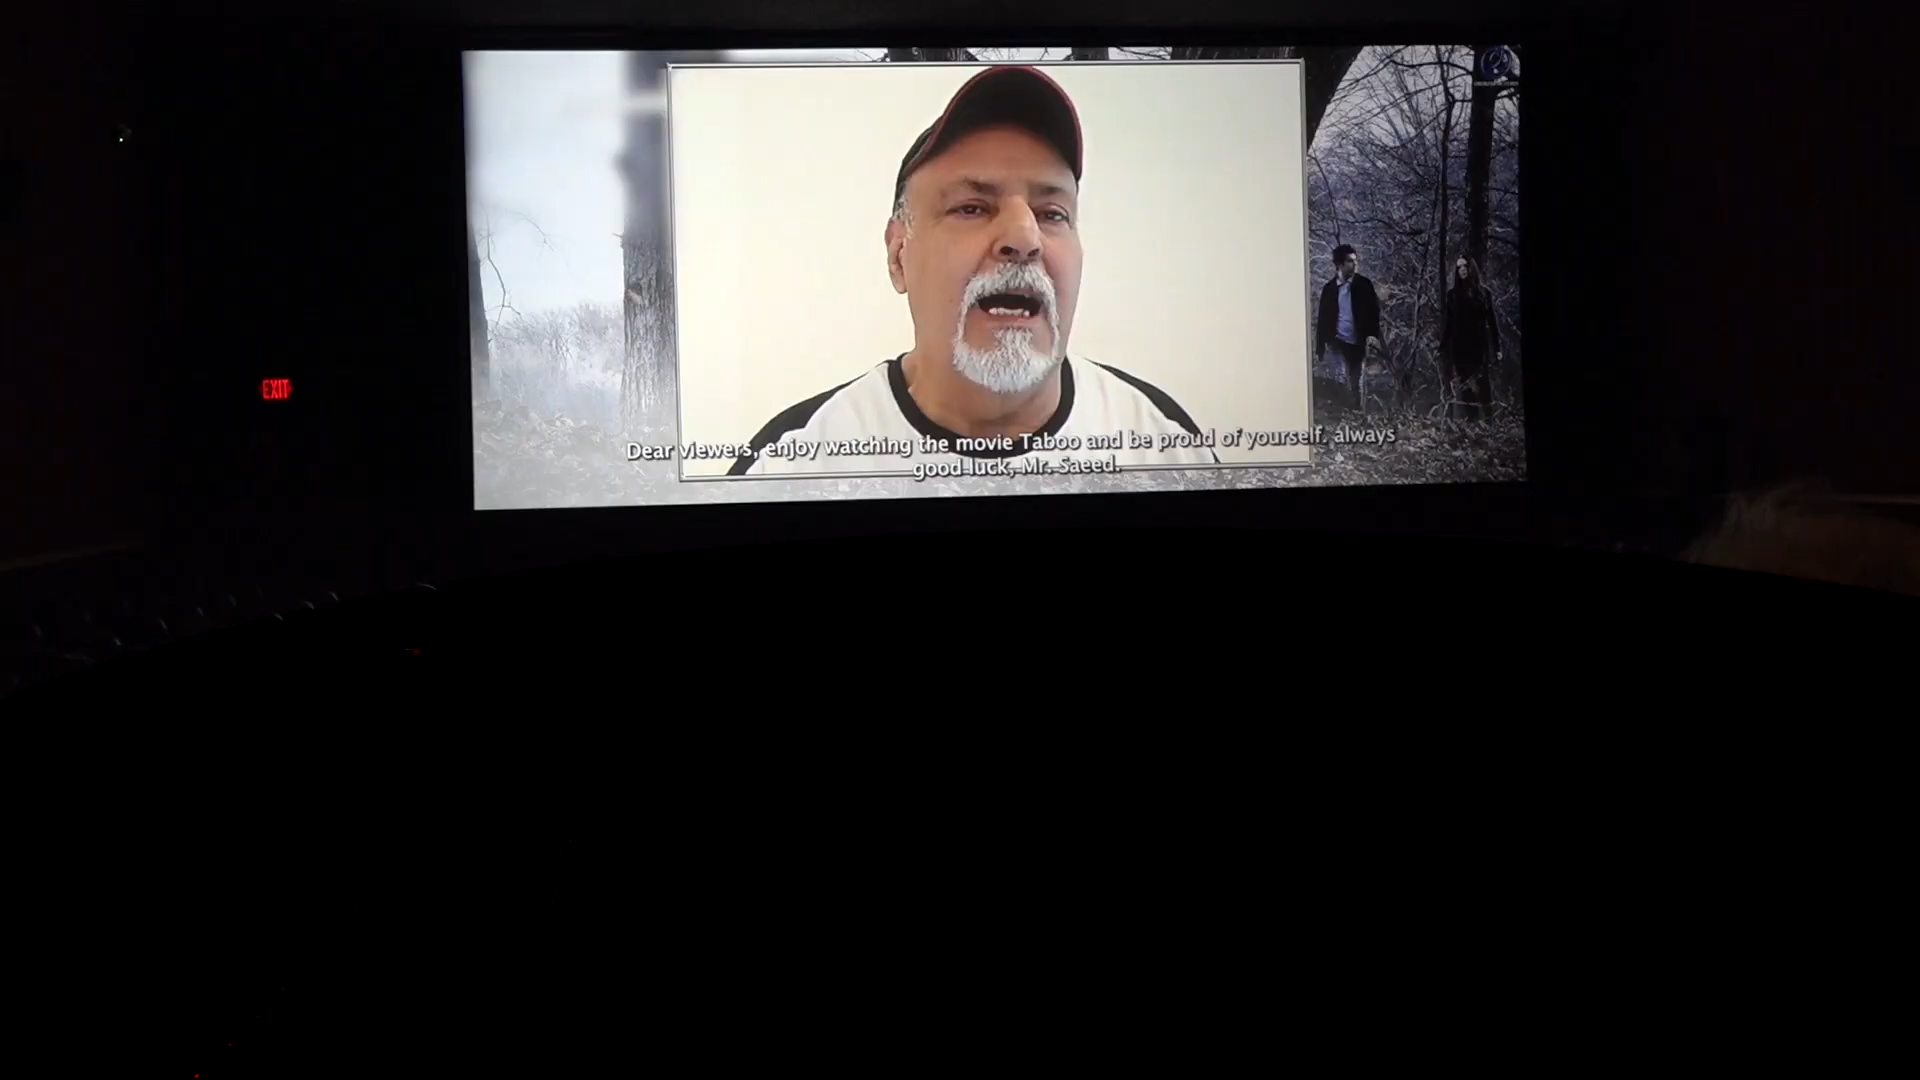 EXIT
Dear viewers, enjoy watching the movie Taboo and be proud of yourself. always
good luck, Mr. Saeed.